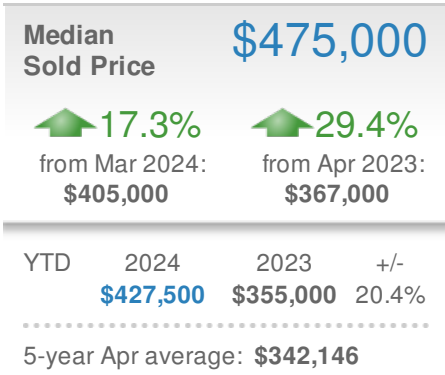 Median
Sold Price
$475,000
17.3% 29.4%
from Mar 2024: from Apr 2023:
$405,000 $367,000
YTD 2024 2023 +/-
$427,500 $355,000 20.4%
5-year Apr average: $342,146